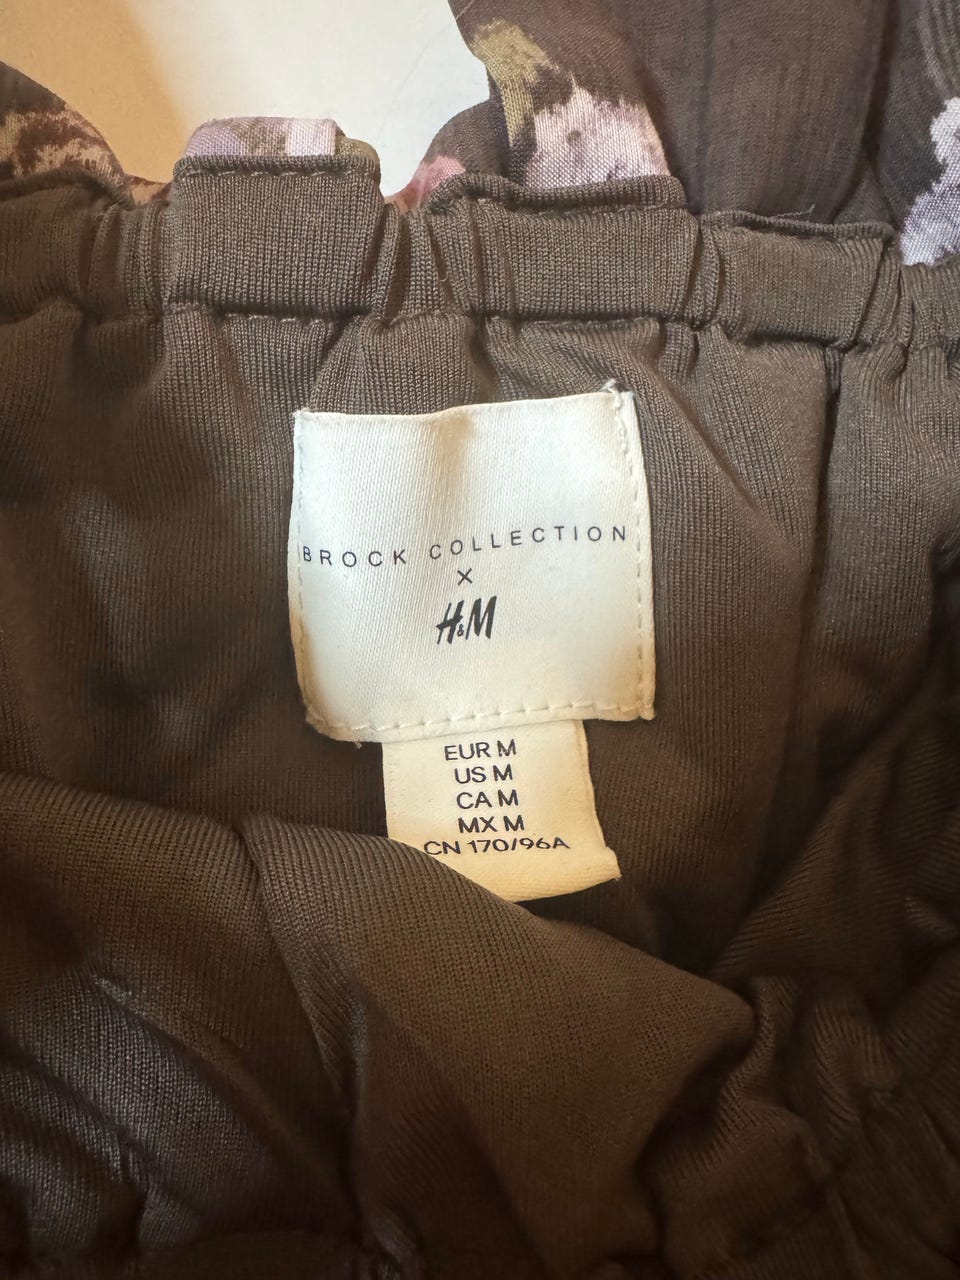 BROCK COLLECTION
X
H&M
EUR M
US M
CA M
MX M
CN 170/96A